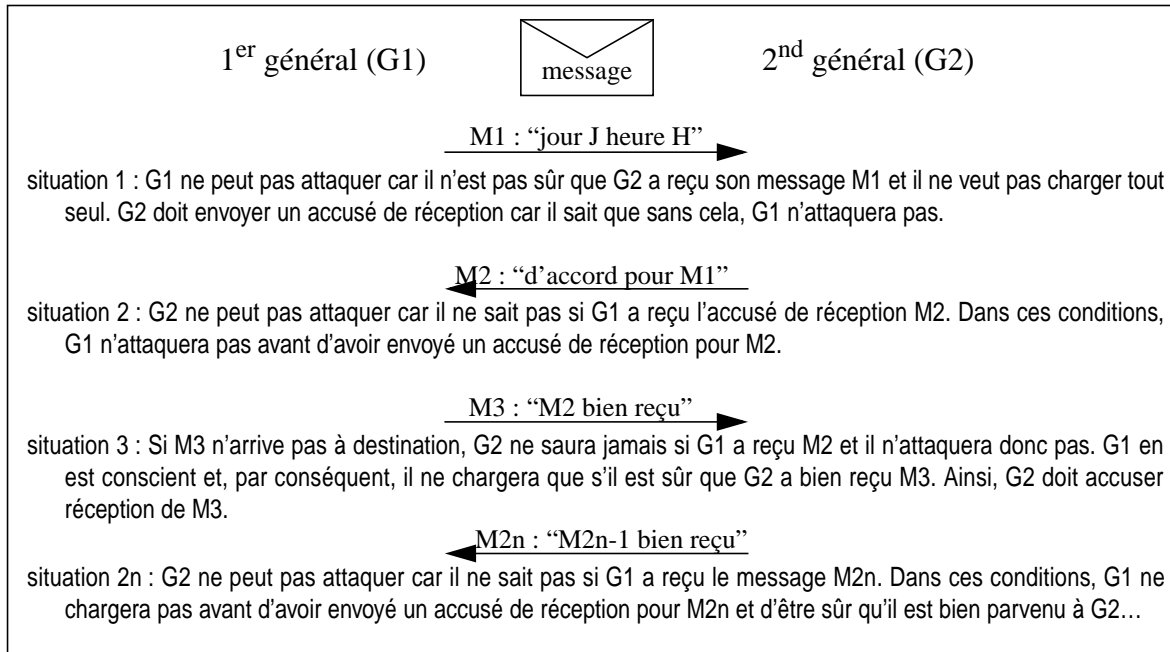 1er général (G1)
message
2nd général (G2)
M1 : “jour J heure H”
situation 1 : G1 ne peut pas attaquer car il n’est pas sûr que G2 a reçu son message M1 et il ne veut pas charger tout
seul. G2 doit envoyer un accusé de réception car il sait que sans cela, G1 n’attaquera pas.
M2 : “d’accord pour M1”
situation 2 : G2 ne peut pas attaquer car il ne sait pas si G1 a reçu l’accusé de réception M2. Dans ces conditions,
G1 n’attaquera pas avant d’avoir envoyé un accusé de réception pour M2.
M3 : “M2 bien reçu”
situation 3 : Si M3 n’arrive pas à destination, G2 ne saura jamais si G1 a reçu M2 et il n’attaquera donc pas. G1 en
est conscient et, par conséquent, il ne chargera que s’il est sûr que G2 a bien reçu M3. Ainsi, G2 doit accuser
réception de M3.
M2n : “M2n-1 bien reçu”
situation 2n : G2 ne peut pas attaquer car il ne sait pas si G1 a reçu le message M2n. Dans ces conditions, G1 ne
chargera pas avant d’avoir envoyé un accusé de réception pour M2n et d’être sûr qu’il est bien parvenu à G2…